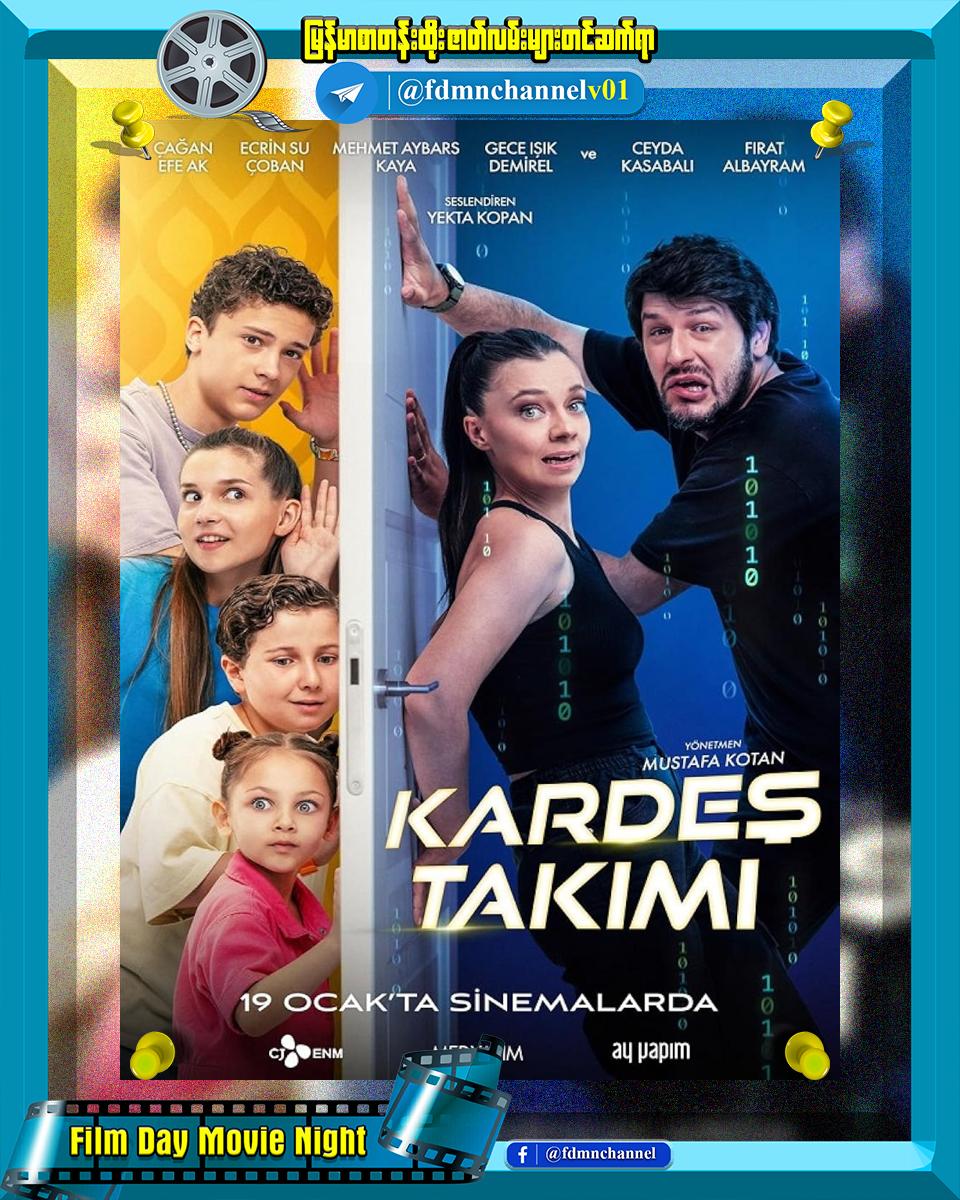 မြန်မာစာတန်းထိုးဇာတ်လမ်းများတင်ဆက်ရာ
@fdmnchannelv01
ÇAĞAN
EFE AK
ECRİN SU
ÇOBAN
MEHMET AYBARS
KAYA
GECE IŞIK
DEMİREL
ve
CEYDA
KASABALI
FIRAT
ALBAYRAM
SESLENDİREN
YEKTA KOPAN
YÖNETMEN
MUSTAFA KOTAN
KARDEŞ
TAKIMI
19 OCAK'TA SİNEMALARDA
CJ ENM
ay yapım
Film Day Movie Night
@fdmnchannel